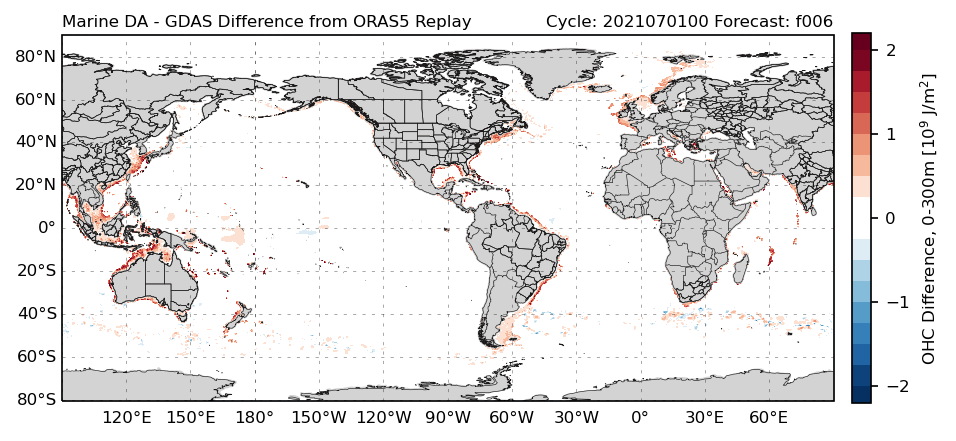 Marine DA - GDAS Difference from ORAS5 Replay Cycle: 2021070100 Forecast: f006
80°N
60°N
40°N
20°N
0°
20°S
40°S
60°S
80°S
120°E 150°E 180° 150°W 120°W 90°W 60°W 30°W 0° 30°E 60°E
2
1
0
−1
−2
OHC Difference, 0-300m [10⁹ J/m²]